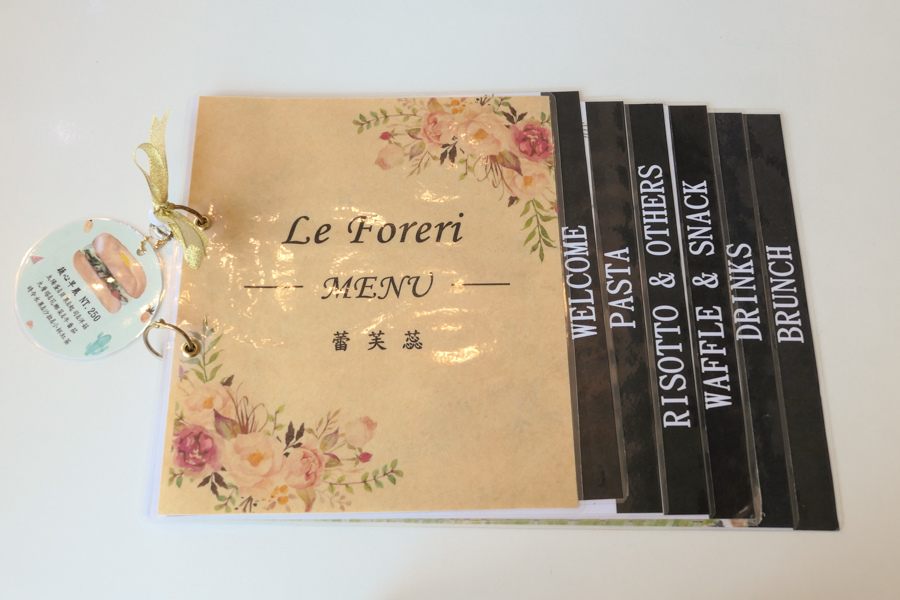 Le Foreri
MENU
蕾芙蕊
WELCOME
PASTA
RISOTTO & OTHERS
WAFFLE & SNACK
DRINKS
BRUNCH
NT.250